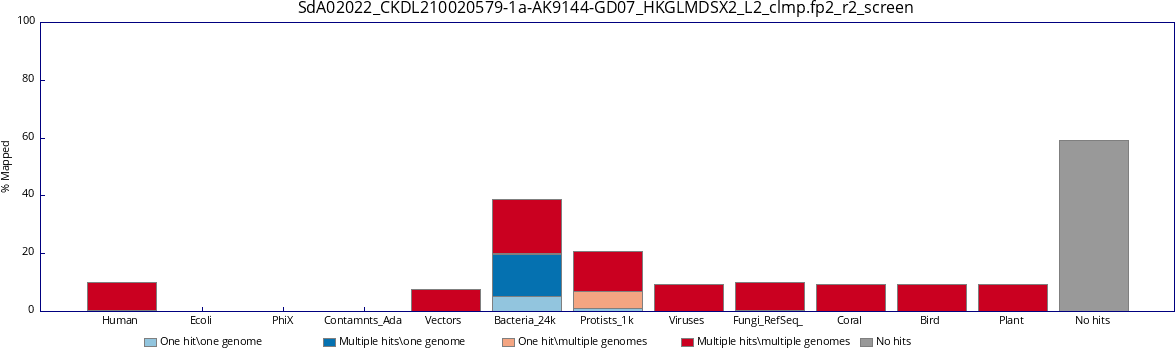 SdA02022_CKDL210020579-1a-AK9144-GD07_HKGLMDSX2_L2_clmp.fp2_r2_screen
100
80
60
40
20
0
% Mapped
Human Ecoli PhiX Contamnts_Ada Vectors Bacteria_24k Protists_1k Viruses Fungi_RefSeq_ Coral Bird Plant No hits
One hit\one genome Multiple hits\one genome One hit\multiple genomes Multiple hits\multiple genomes No hits